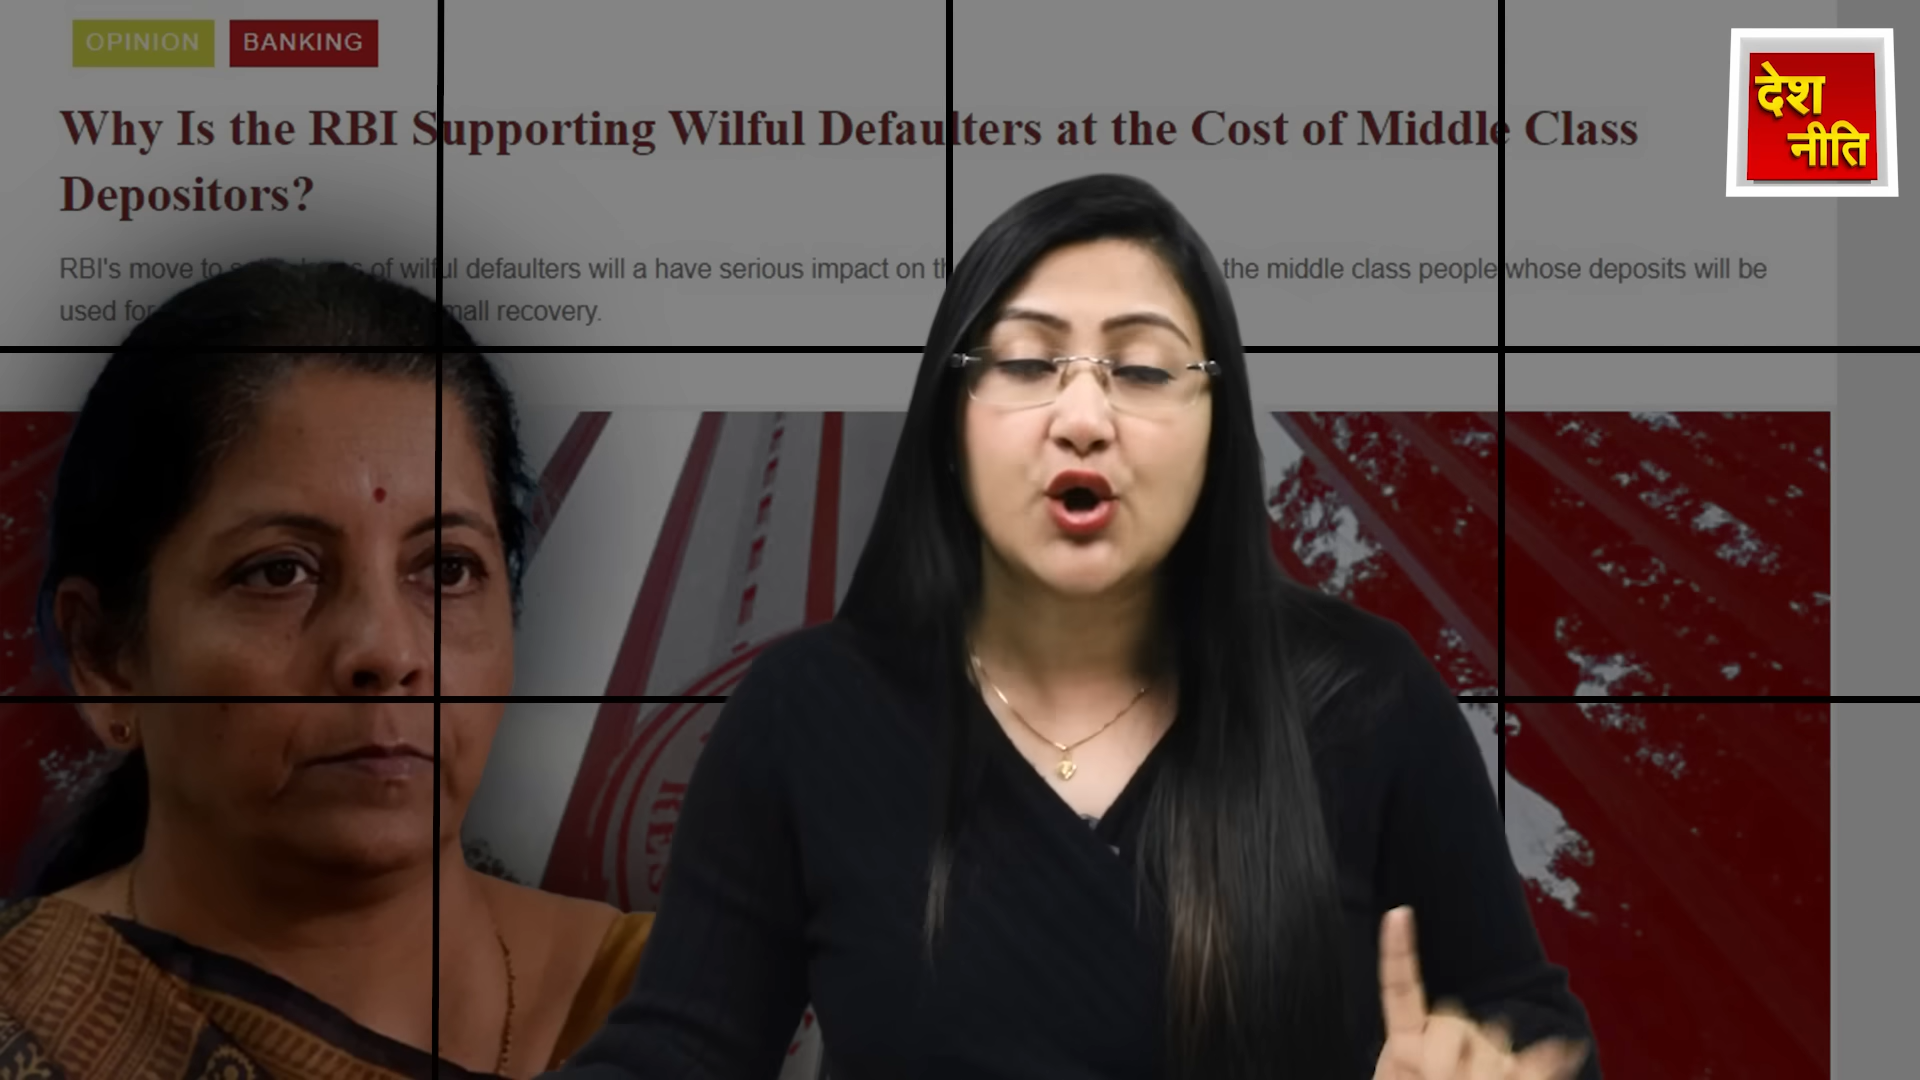 OPINION BANKING
Why Is the RBI Supporting Wilful Defaulters at the Cost of Middle Class
Depositors?
RBI's move to of wilful defaulters will a have serious impact on the middle class people whose deposits will be
used for small recovery.
देश
नीति
RES